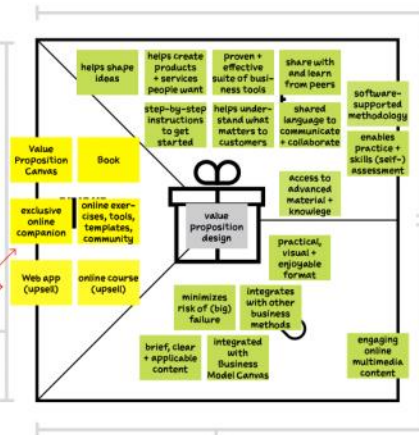 helps shape
ideas
helps create
products
+ services
people want
proven +
effective
suite of busi-
ness tools
share with
and learn
from peers
software-
supported
methodology
step-by-step
instructions
to get
started
helps under-
stand what
matters to
customers
shared
language to
communicate
+ collaborate
enables
practice +
skills (self-)
assessment
Value
Proposition
Canvas
Book
access to
advanced
material +
knowlege
exclusive
online
companion
online exer-
cises, tools,
templates,
community
value
proposition
design
practical,
visual +
enjoyable
format
Web app
(upsell)
online course
(upsell)
minimizes
risk of (big)
failure
integrates
with other
business
methods
brief, clear
+ applicable
content
integrated
with
Business
Model Canvas
engaging
online
multimedia
content